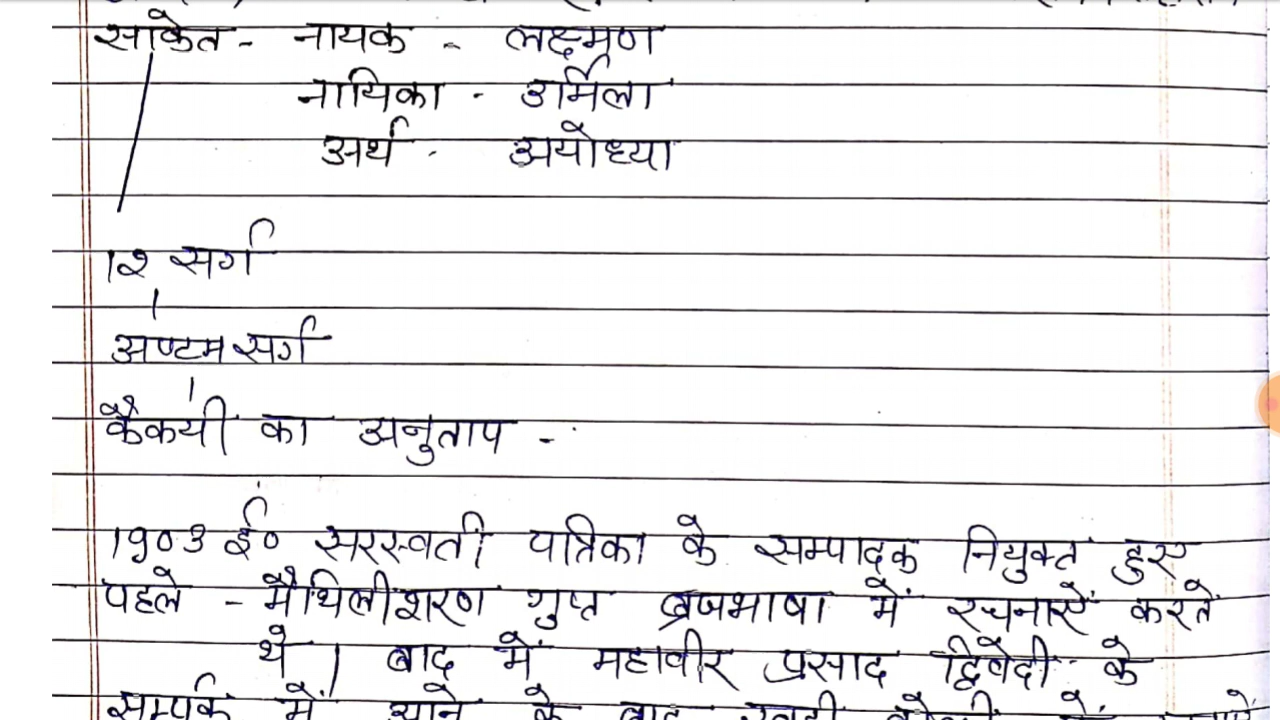 साकेत - नायक - लक्ष्मण
नायिका - उर्मिला
अर्थ - अयोध्या
१२ सर्ग
अष्टम सर्ग
कैकयी का अनुताप -
1903 ई० सरस्वती पत्रिका के सम्पादक नियुक्त हुए
पहले - मैथिलीशरण गुप्त ब्रजभाषा में रचनाएँ करते
थे | बाद में महावीर प्रसाद द्विवेदी के
सम्पर्क में आने के बाद खड़ी बोली में